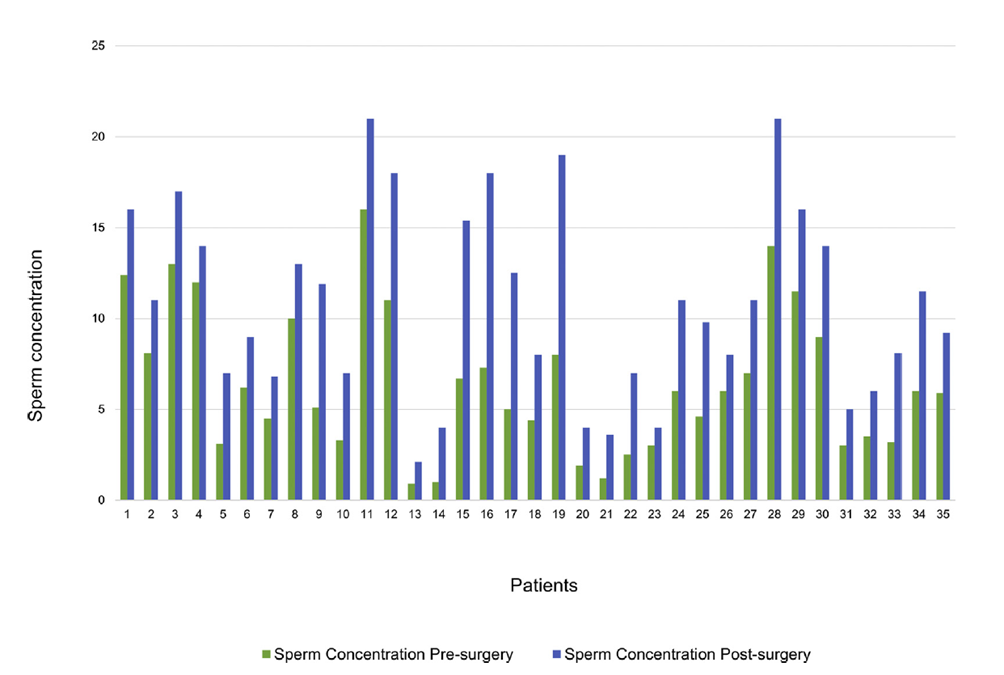 25
20
15
10
5
0
Sperm concentration
1 2 3 4 5 6 7 8 9 10 11 12 13 14 15 16 17 18 19 20 21 22 23 24 25 26 27 28 29 30 31 32 33 34 35
Patients
Sperm Concentration Pre-surgery Sperm Concentration Post-surgery